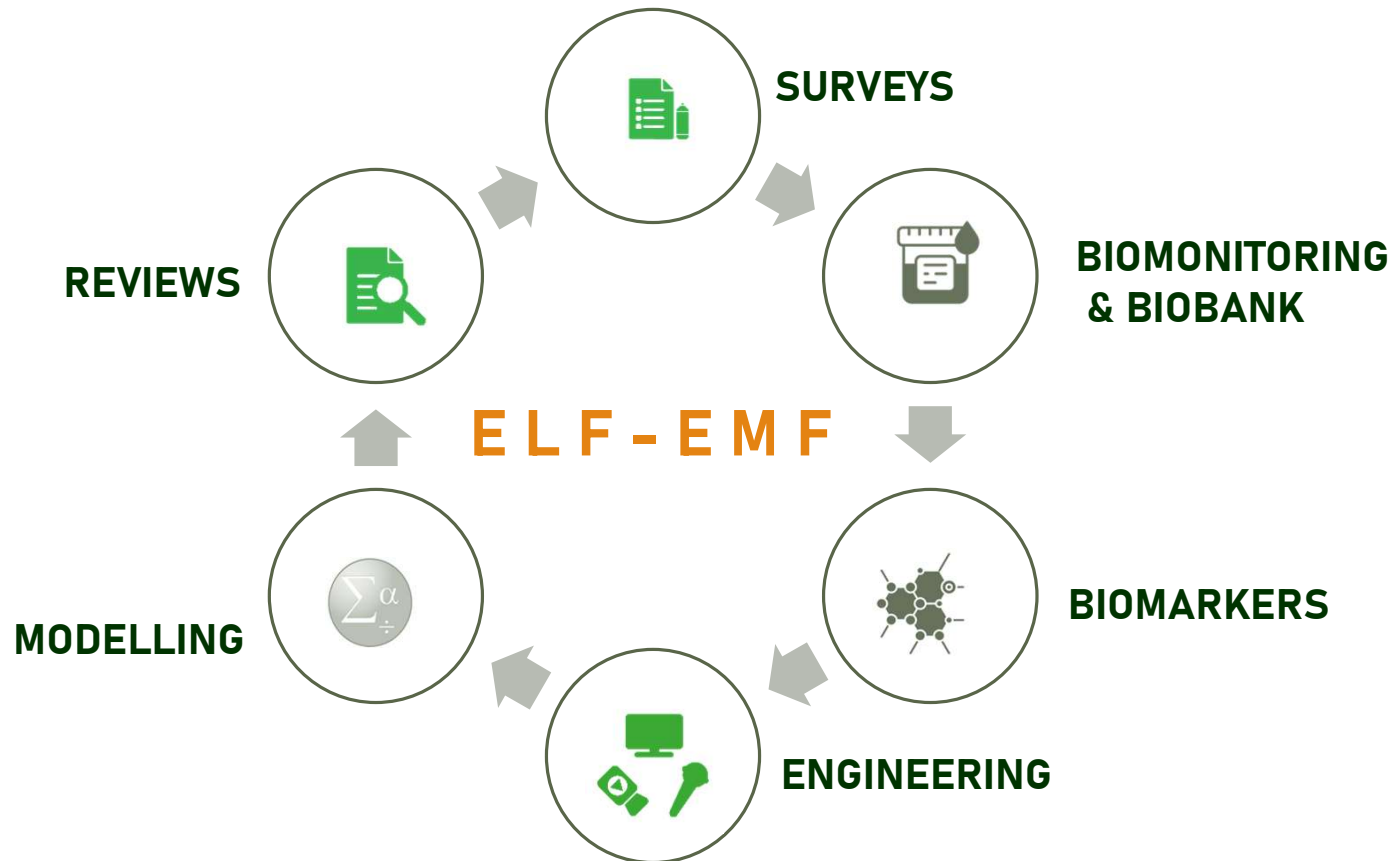 SURVEYS
BIOMONITORING
& BIOBANK
REVIEWS
ELF-EMF
Σ α ÷
BIOMARKERS
MODELLING
ENGINEERING